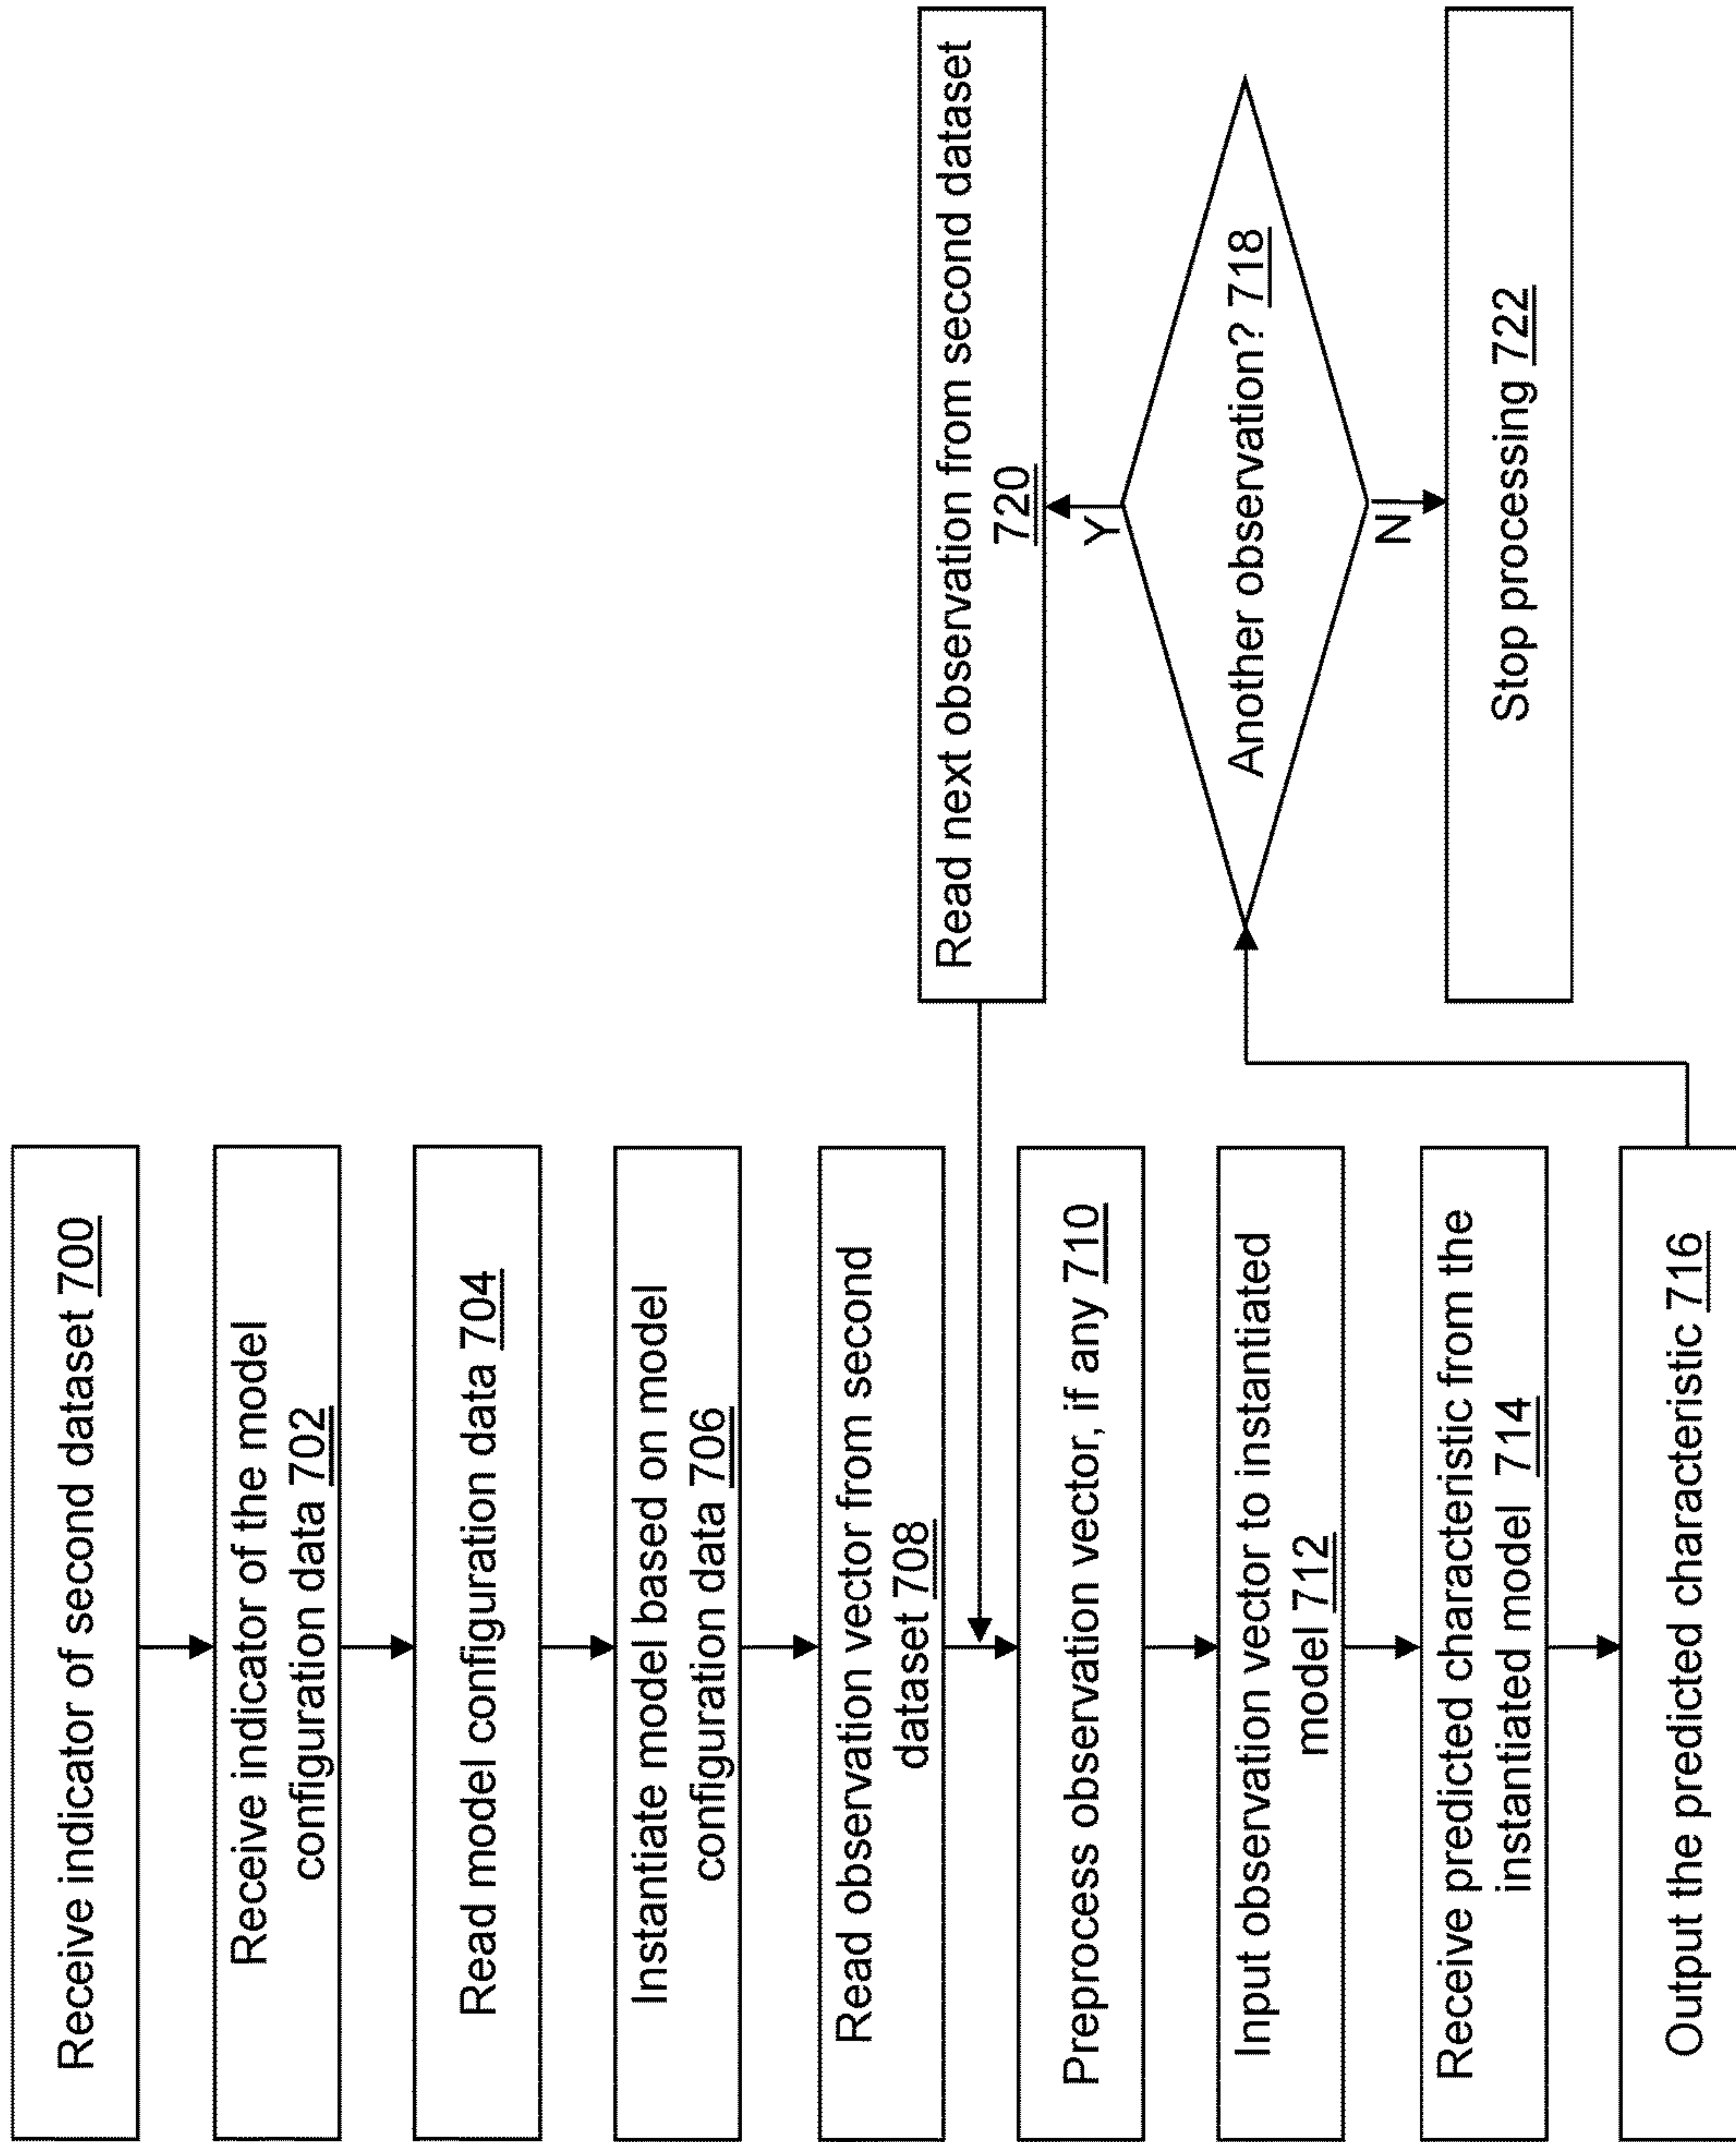 Receive indicator of second dataset 700
Receive indicator of the model
configuration data 702
Read model configuration data 704
Instantiate model based on model
configuration data 706
Read observation vector from second
dataset 708
Preprocess observation vector, if any 710
Input observation vector to instantiated
model 712
Receive predicted characteristic from the
instantiated model 714
Output the predicted characteristic 716
Read next observation from second dataset
720
Y
Another observation? 718
N
Stop processing 722